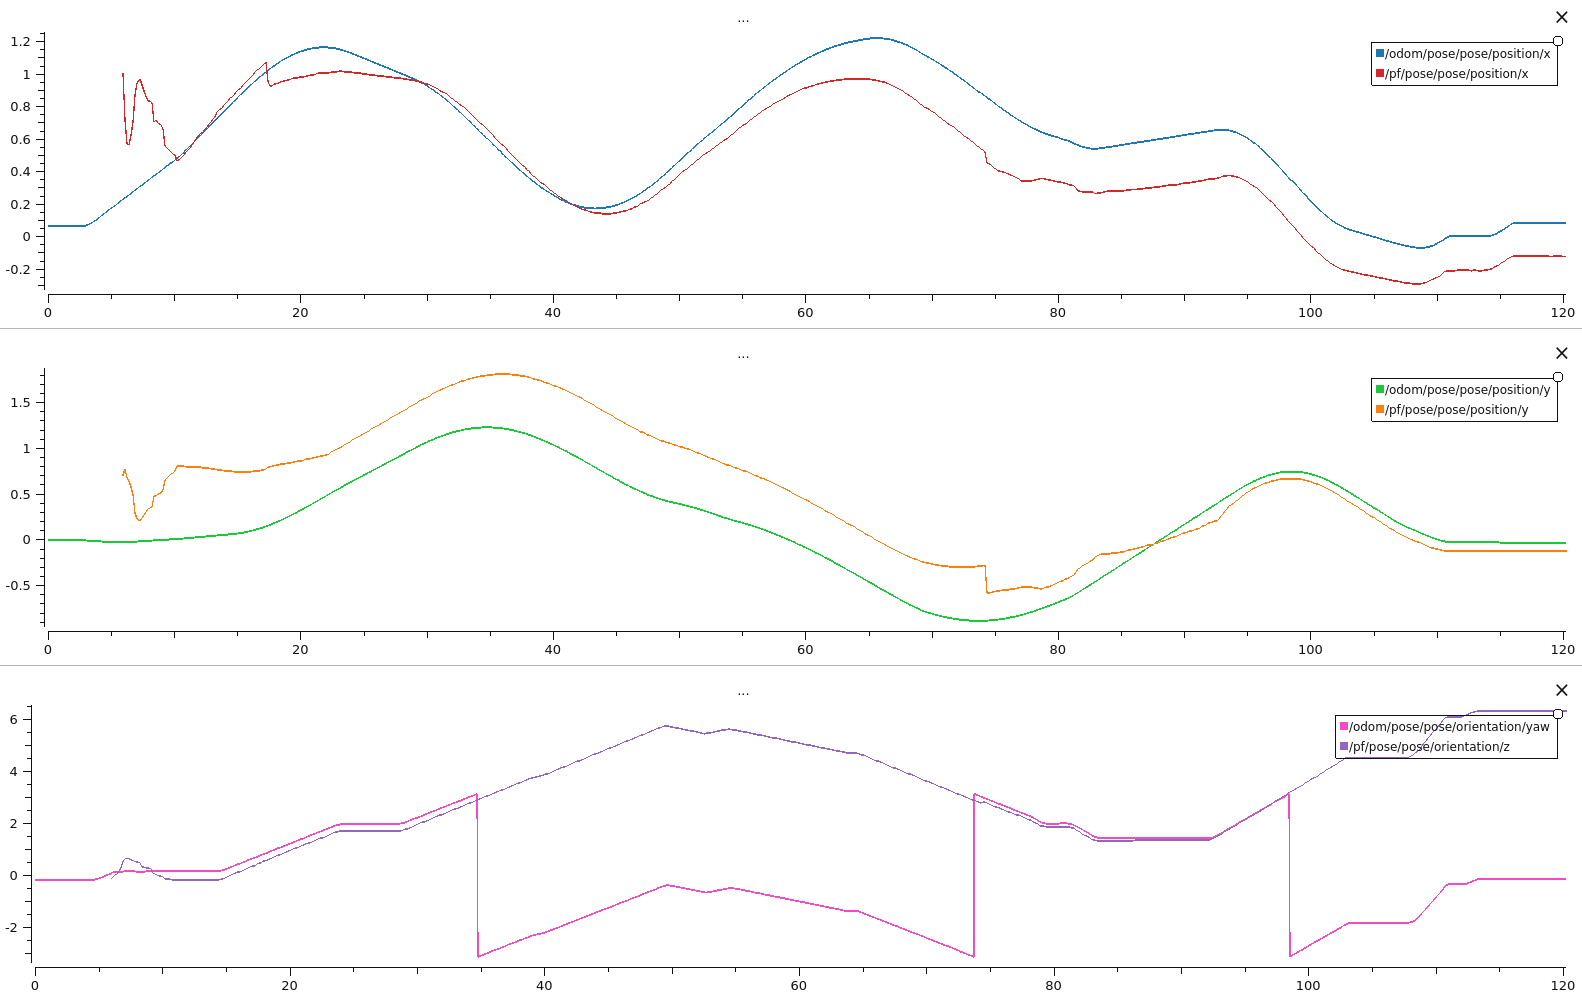 ...
/odom/pose/pose/position/x
/pf/pose/pose/position/x
1.2
1
0.8
0.6
0.4
0.2
0
-0.2
0 20 40 60 80 100 120
...
/odom/pose/pose/position/y
/pf/pose/pose/position/y
1.5
1
0.5
0
-0.5
0 20 40 60 80 100 120
...
/odom/pose/pose/orientation/yaw
/pf/pose/pose/orientation/z
6
4
2
0
-2
0 20 40 60 80 100 120